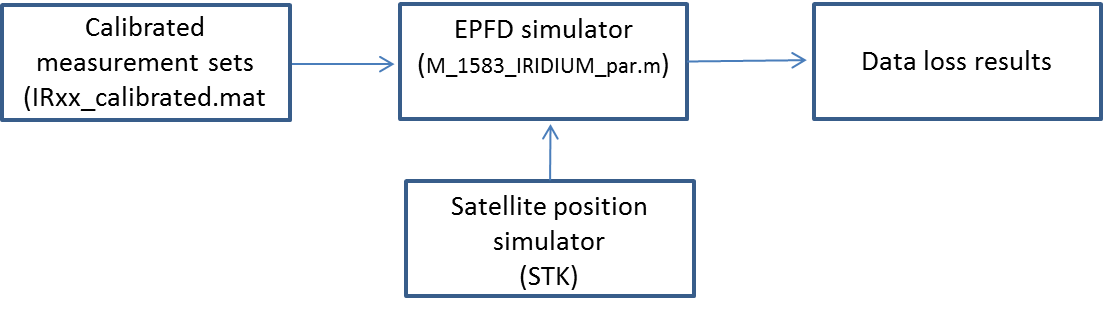 Calibrated
measurement sets
(IRxx_calibrated.mat
EPFD simulator
(M_1583_IRIDIUM_par.m)
Data loss results
Satellite position
simulator
(STK)